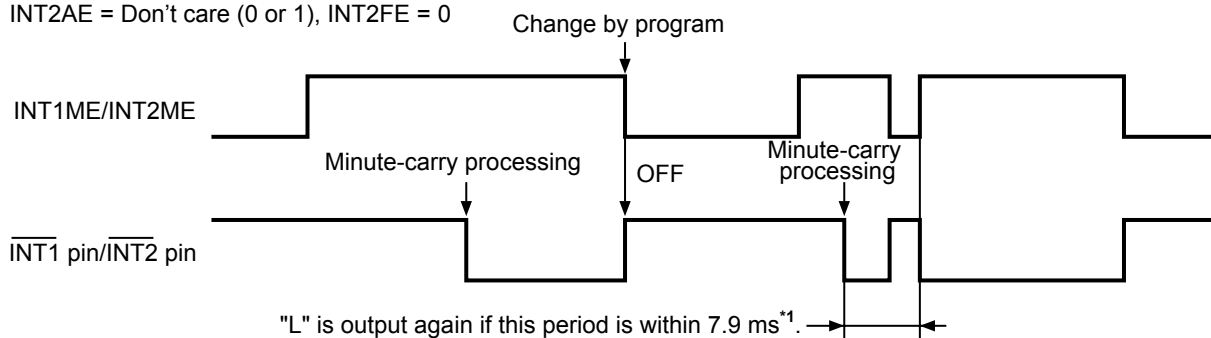 INT2AE = Don't care (0 or 1), INT2FE = 0
Change by program
INT1ME/INT2ME
Minute-carry processing
OFF
Minute-carry
processing
INT1 pin/INT2 pin
"L" is output again if this period is within 7.9 ms*1.